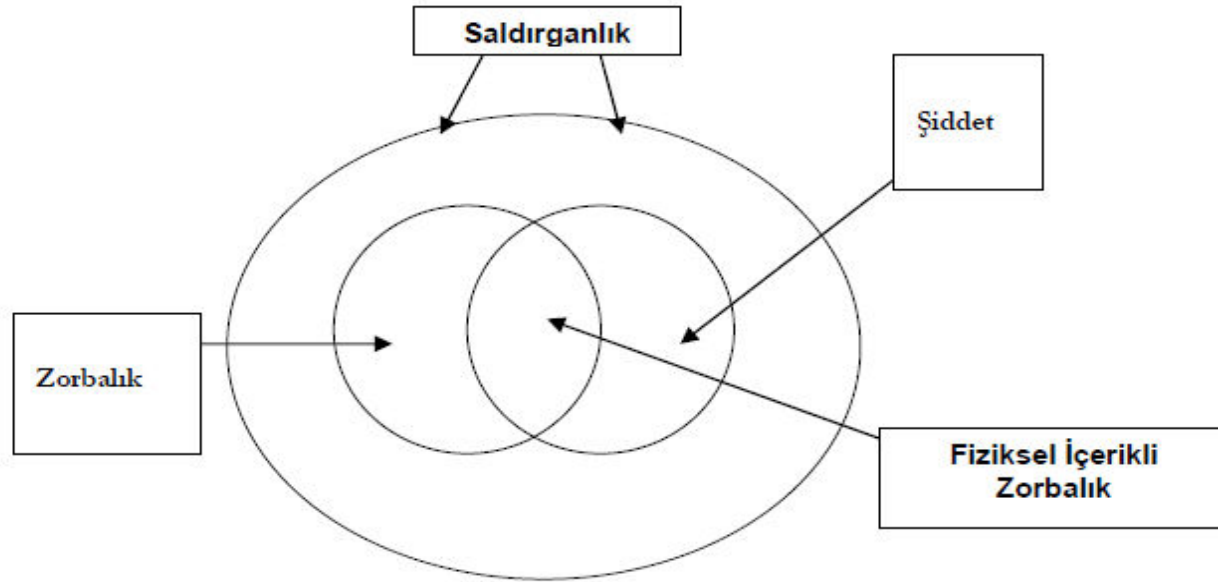 Saldırganlık
Şiddet
Zorbalık
Fiziksel İçerikli
Zorbalık